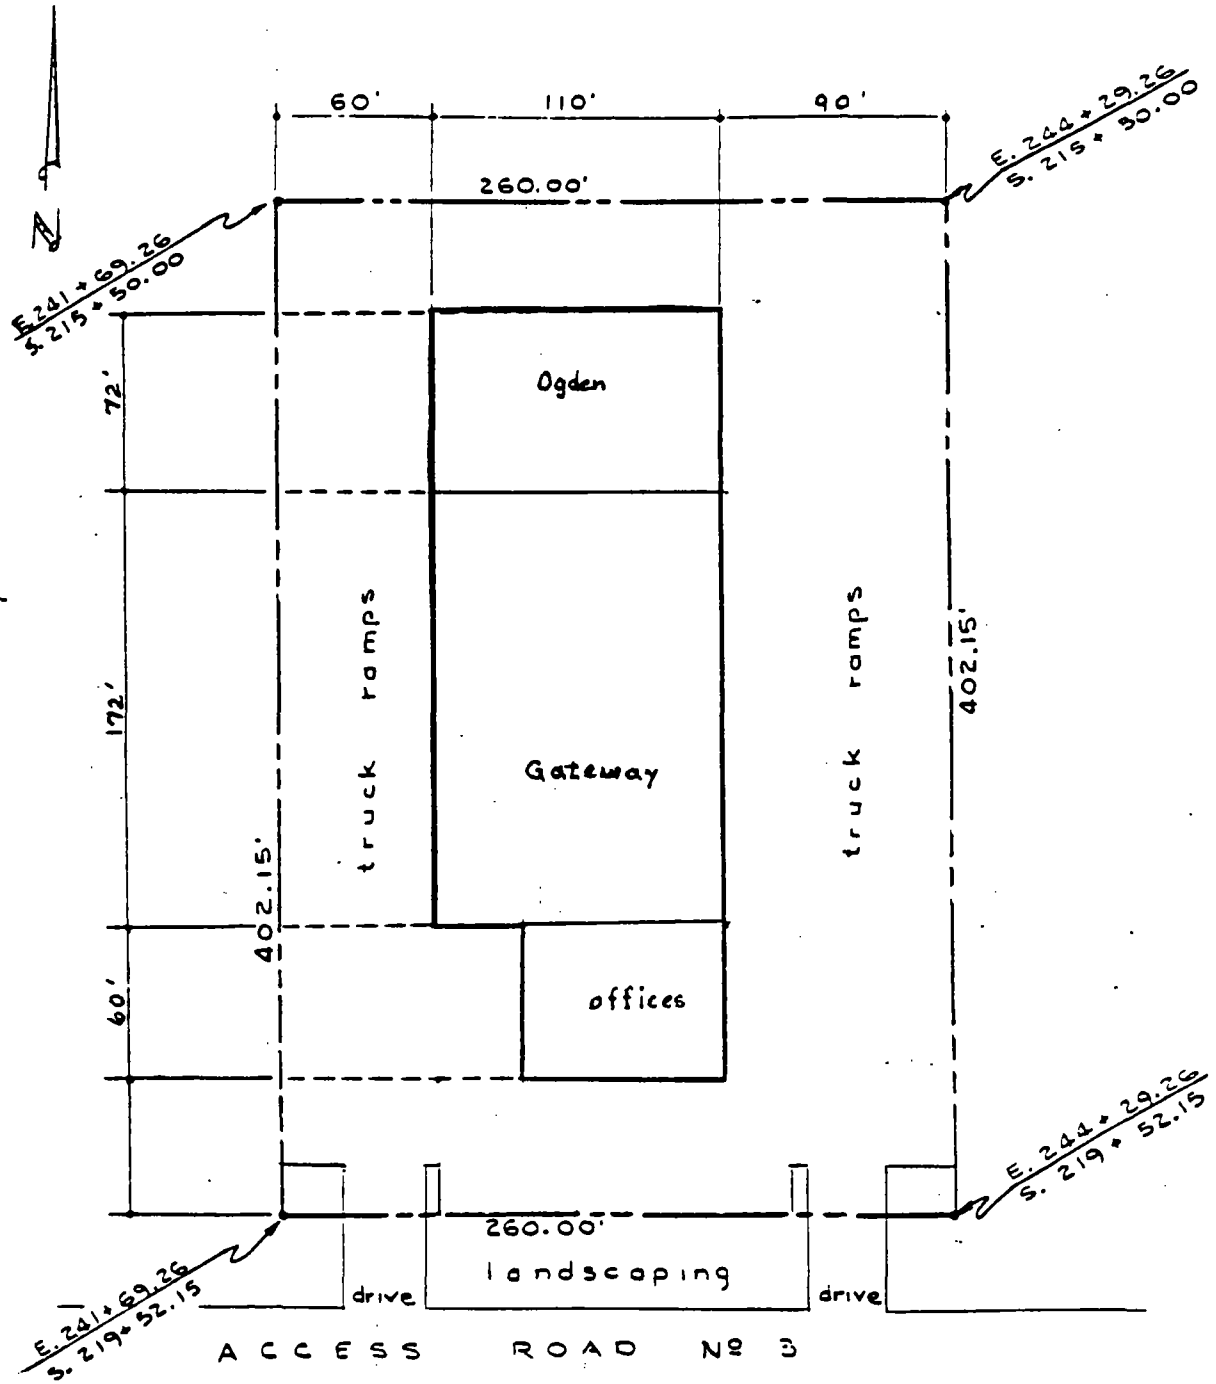 60' 110' 90'
E. 244 + 29.26
S. 215 + 50.00
260.00'
N
E. 241 + 69.26
S. 215 + 50.00
72'
Ogden
truck ramps
truck ramps
402.15'
172'
Gateway
402.15'
60'
offices
E. 244 + 29.26
S. 219 + 52.15
260.00'
landscaping
drive
drive
E. 241 + 69.26
S. 219 + 52.15
ACCESS ROAD Nº 3